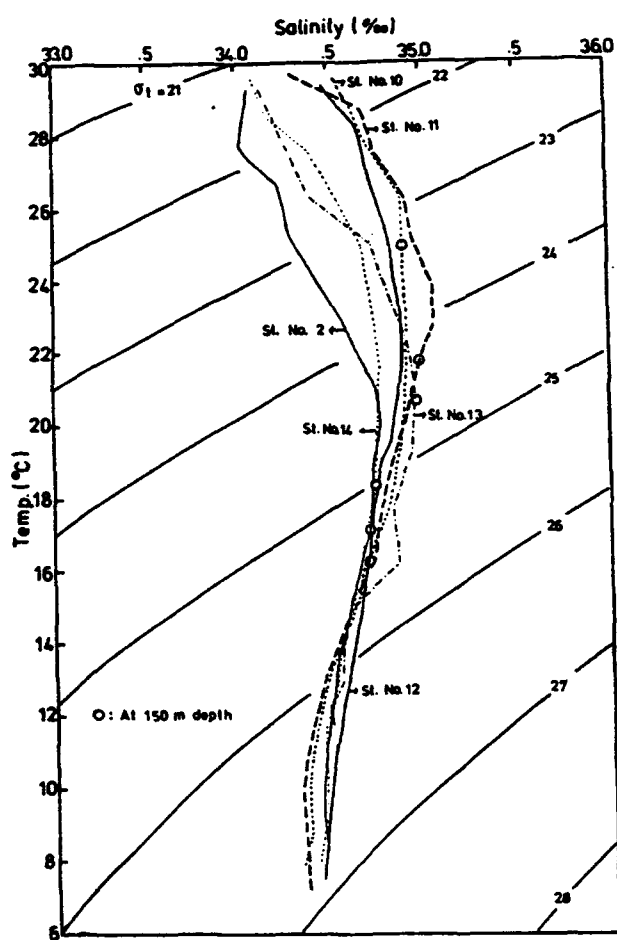 Salinity (‰)
33.0 .5 34.0 .5 35.0 .5 36.0
Temp.(°C)
30
28
26
24
22
20
18
16
14
12
10
8
6
σt=21
22
23
24
25
26
27
28
St. No.10
St. No.11
St. No. 2
St. No.13
St. No.14
St. No.12
O: At 150 m depth